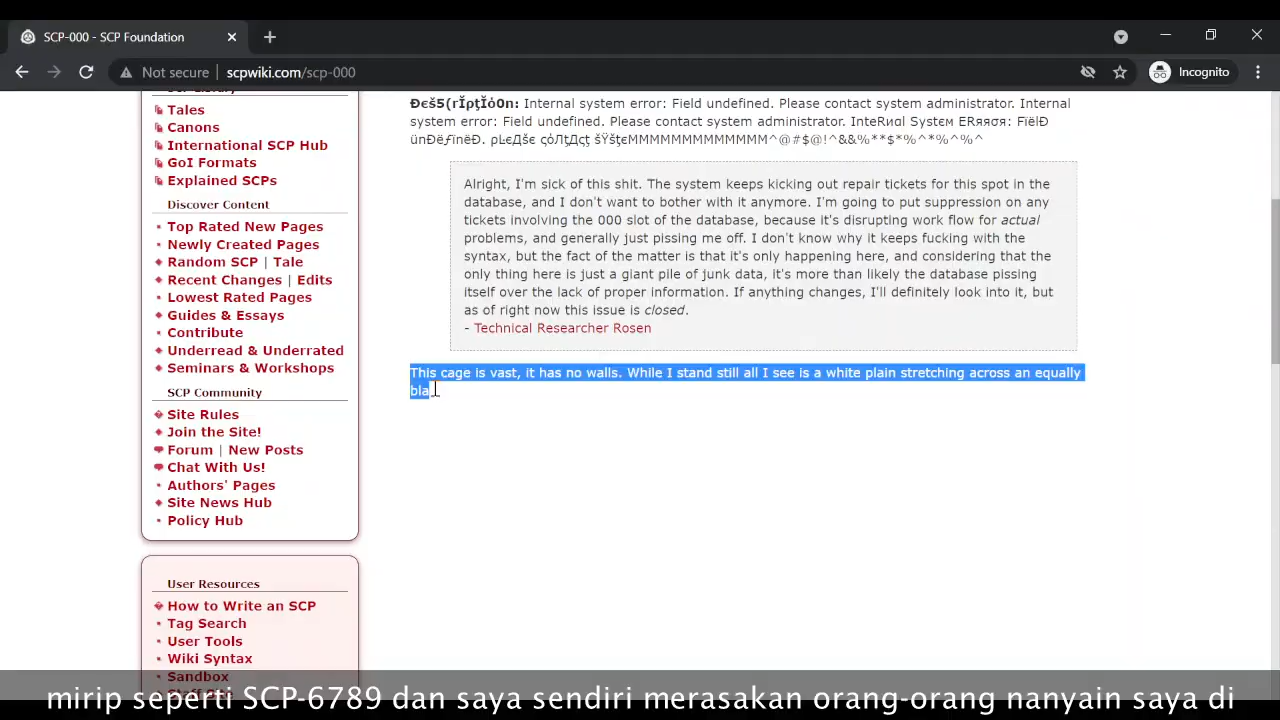 SCP-000 - SCP Foundation
Not secure
scpwiki.com/scp-000
Incognito
Tales
Canons
International SCP Hub
GoI Formats
Explained SCPs
Discover Content
Top Rated New Pages
Newly Created Pages
Random SCP | Tale
Recent Changes | Edits
Lowest Rated Pages
Guides & Essays
Contribute
Underread & Underrated
Seminars & Workshops
SCP Community
Site Rules
Join the Site!
Forum | New Posts
Chat With Us!
Authors' Pages
Site News Hub
Policy Hub
User Resources
How to Write an SCP
Tag Search
User Tools
Wiki Syntax
Sandbox
Internal system error: Field undefined. Please contact system administrator. Internal
system error: Field undefined. Please contact system administrator.
Alright, I'm sick of this shit. The system keeps kicking out repair tickets for this spot in the
database, and I don't want to bother with it anymore. I'm going to put suppression on any
tickets involving the 000 slot of the database, because it's disrupting work flow for actual
problems, and generally just pissing me off. I don't know why it keeps fucking with the
syntax, but the fact of the matter is that it's only happening here, and considering that the
only thing here is just a giant pile of junk data, it's more than likely the database pissing
itself over the lack of proper information. If anything changes, I'll definitely look into it, but
as of right now this issue is closed.
- Technical Researcher Rosen
This cage is vast, it has no walls. While I stand still all I see is a white plain stretching across an equally
bla
mirip seperti SCP-6789 dan saya sendiri merasakan orang-orang nanyain saya di